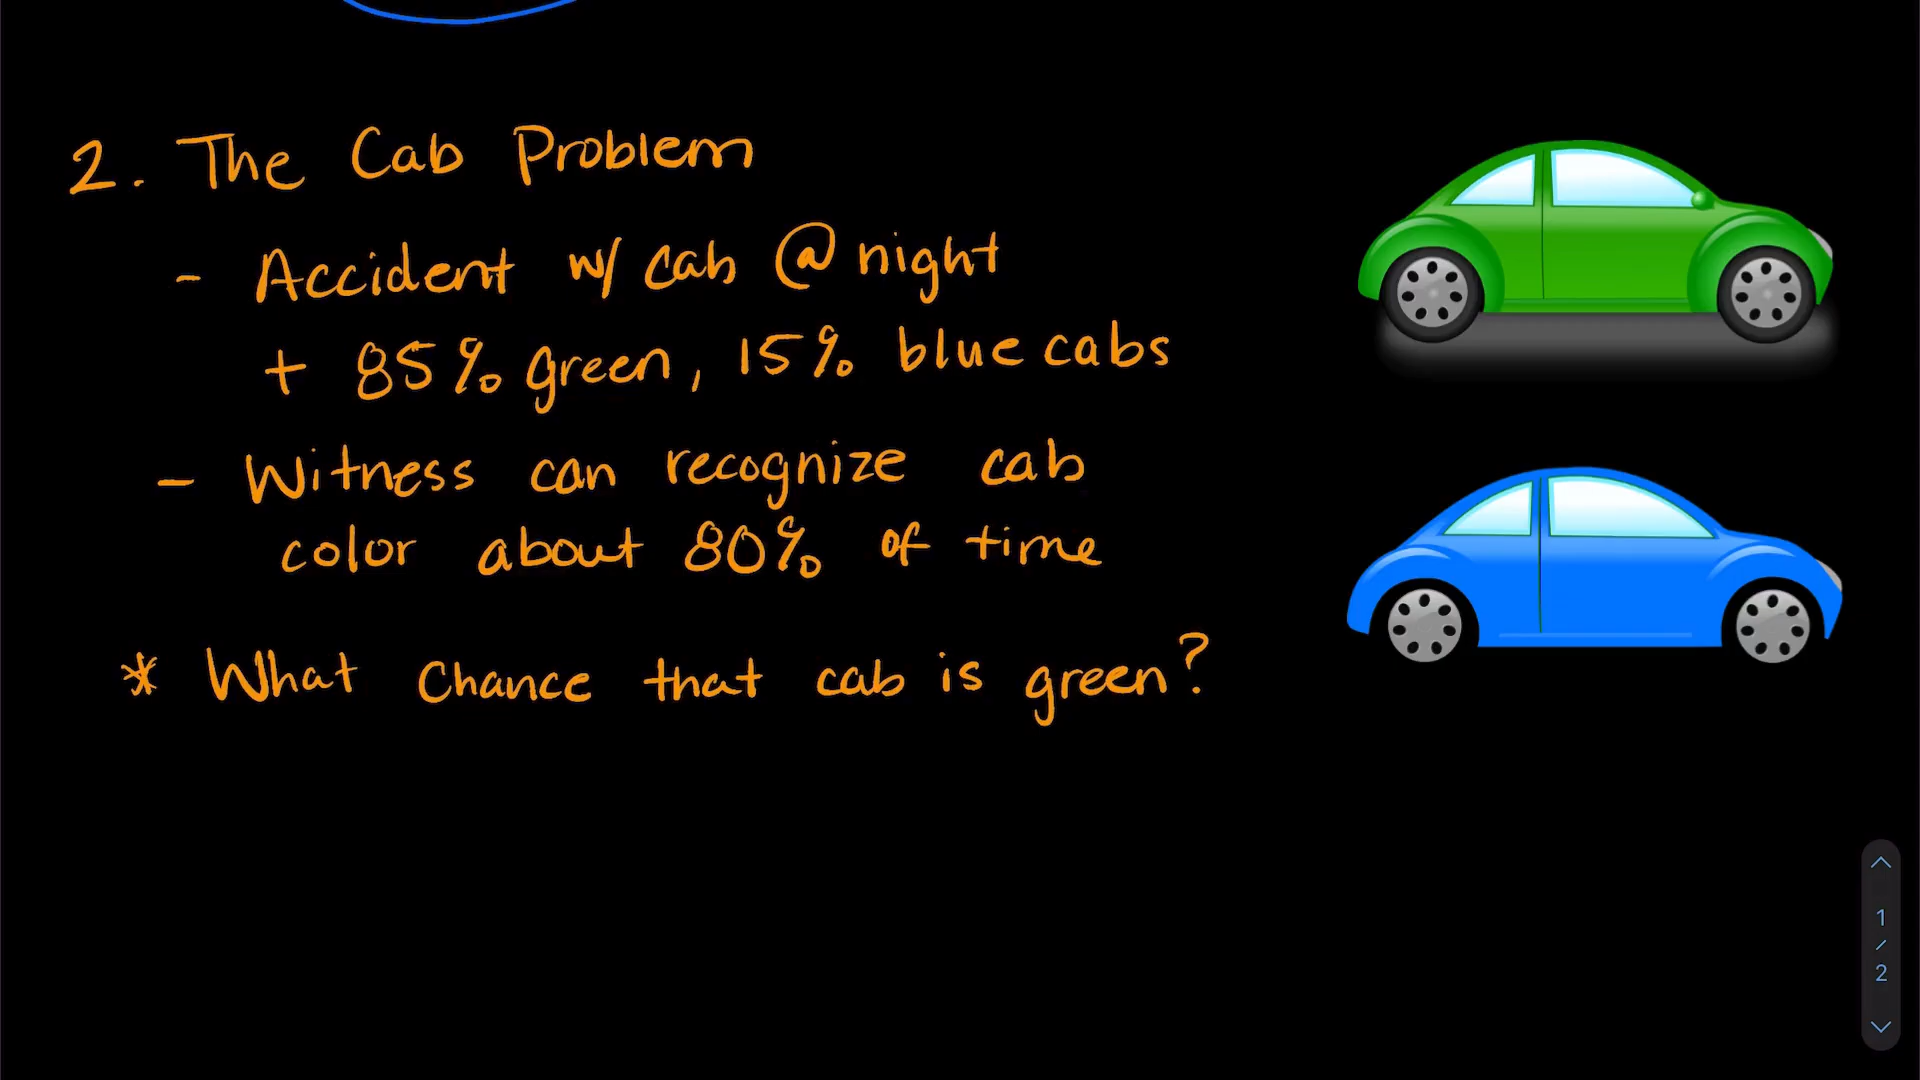 2. The Cab Problem
- Accident w/ cab @ night
+ 85% green, 15% blue cabs
- Witness can recognize cab
color about 80% of time
* What chance that cab is green?
1
/
2